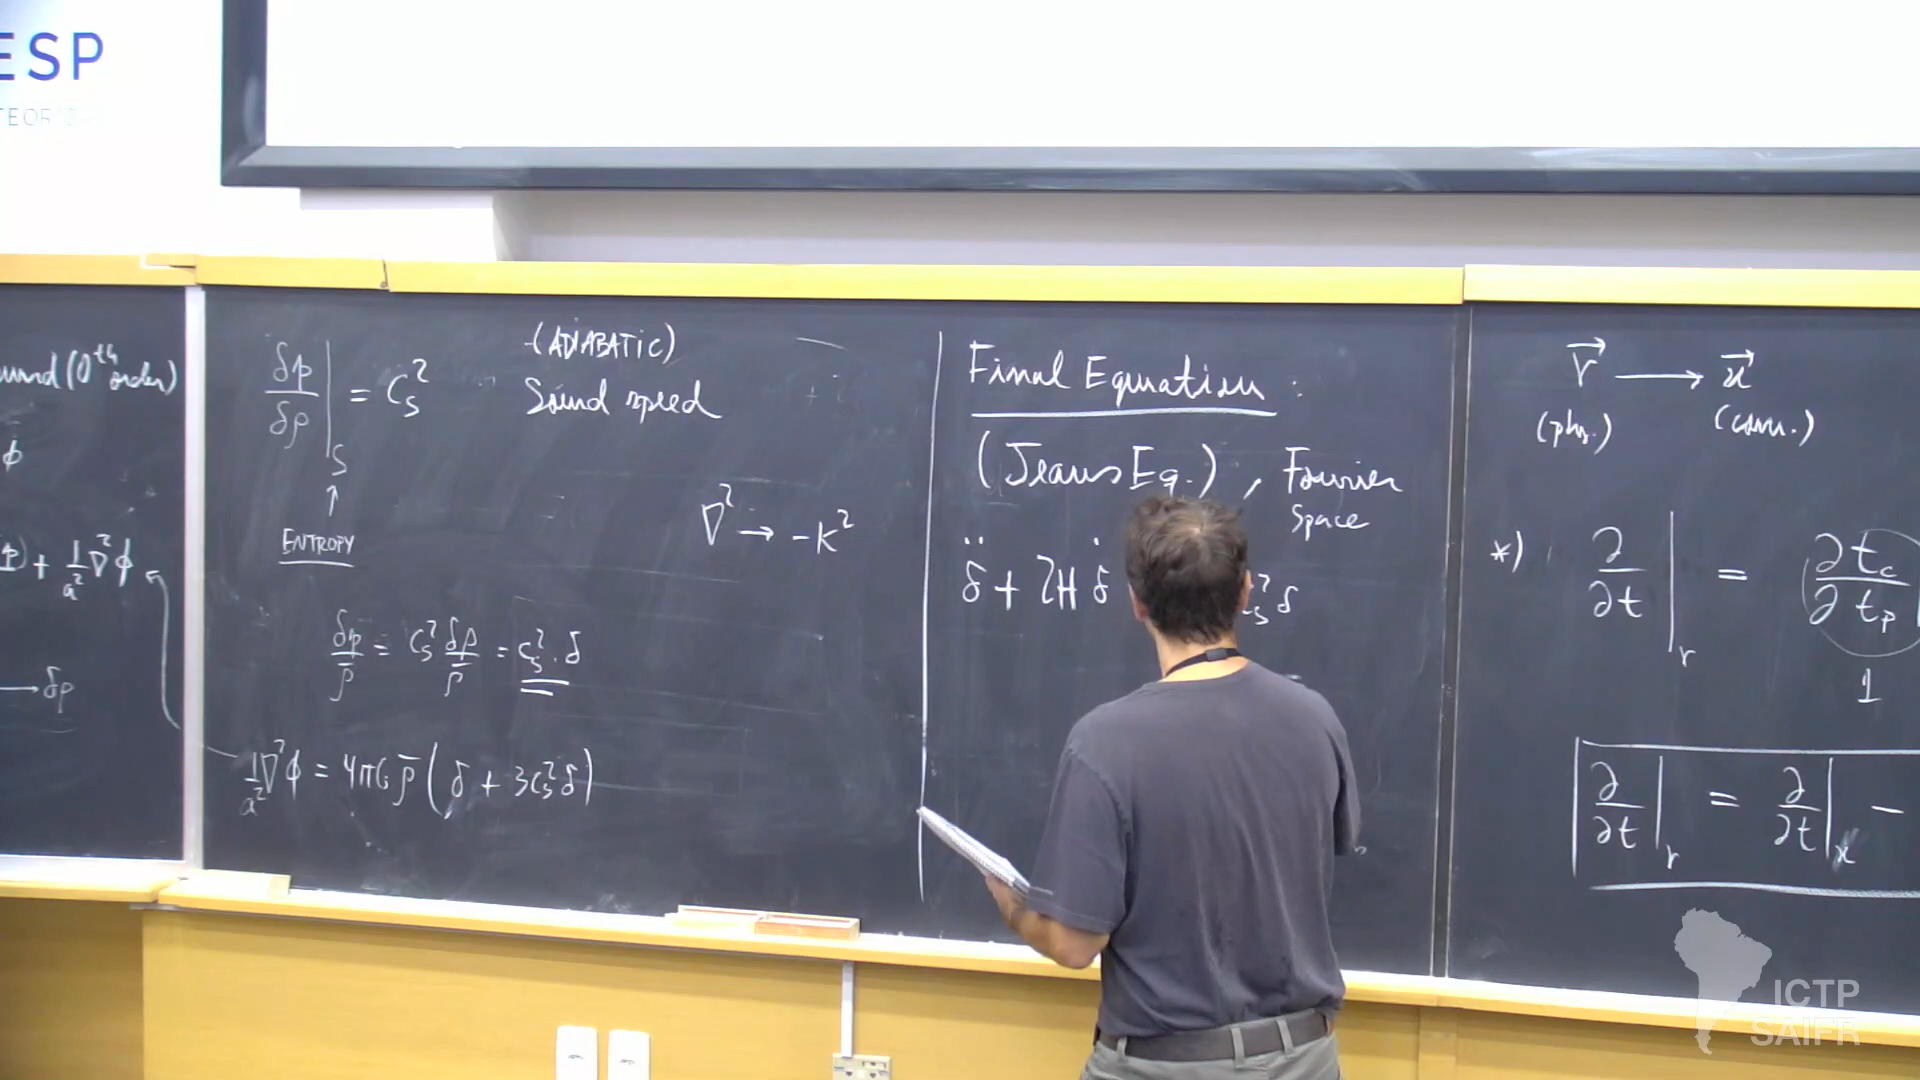 ESP
(0th order)
ϕ
+ 1/a² ∇²ϕ
→ δp
δp/δρ|S = Cs²
↑
ENTROPY
(ADIABATIC)
Sound speed
∇² → -k²
δp/ρ̄ = Cs² δρ/ρ̄ = Cs² . δ
1/a² ∇²ϕ = 4πG ρ̄ (δ + 3Cs² δ)
Final Equation :
(Jeans Eq.) , Fourier
Space
δ̈ + 2H δ̇
s² δ
r⃗ → x⃗
(phys.) (com.)
*) ∂/∂t|r = ∂tc/∂tp
1
∂/∂t|r = ∂/∂t|x -
ICTP
SAIFR